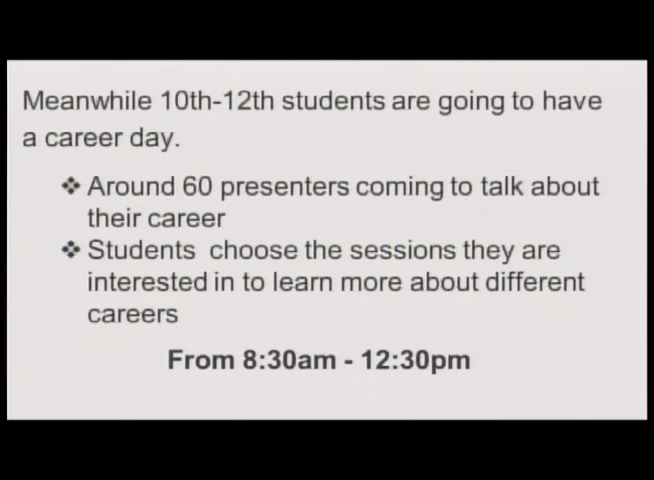 Meanwhile 10th-12th students are going to have
a career day.
❖ Around 60 presenters coming to talk about
their career
❖ Students choose the sessions they are
interested in to learn more about different
careers
From 8:30am - 12:30pm